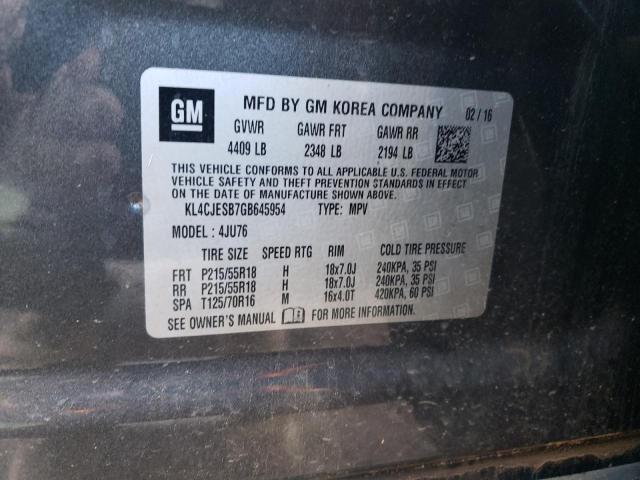 GM
MFD BY GM KOREA COMPANY 02 / 16
GVWR GAWR FRT GAWR RR
4409 LB 2348 LB 2194 LB
THIS VEHICLE CONFORMS TO ALL APPLICABLE U.S. FEDERAL MOTOR
VEHICLE SAFETY AND THEFT PREVENTION STANDARDS IN EFFECT
ON THE DATE OF MANUFACTURE SHOWN ABOVE.
KL4CJESB7GB645954 TYPE: MPV
MODEL : 4JU76
TIRE SIZE SPEED RTG RIM COLD TIRE PRESSURE
FRT P215/55R18 H 18x7.0J 240KPA, 35 PSI
RR P215/55R18 H 18x7.0J 240KPA, 35 PSI
SPA T125/70R16 M 16x4.0T 420KPA, 60 PSI
SEE OWNER'S MANUAL FOR MORE INFORMATION.